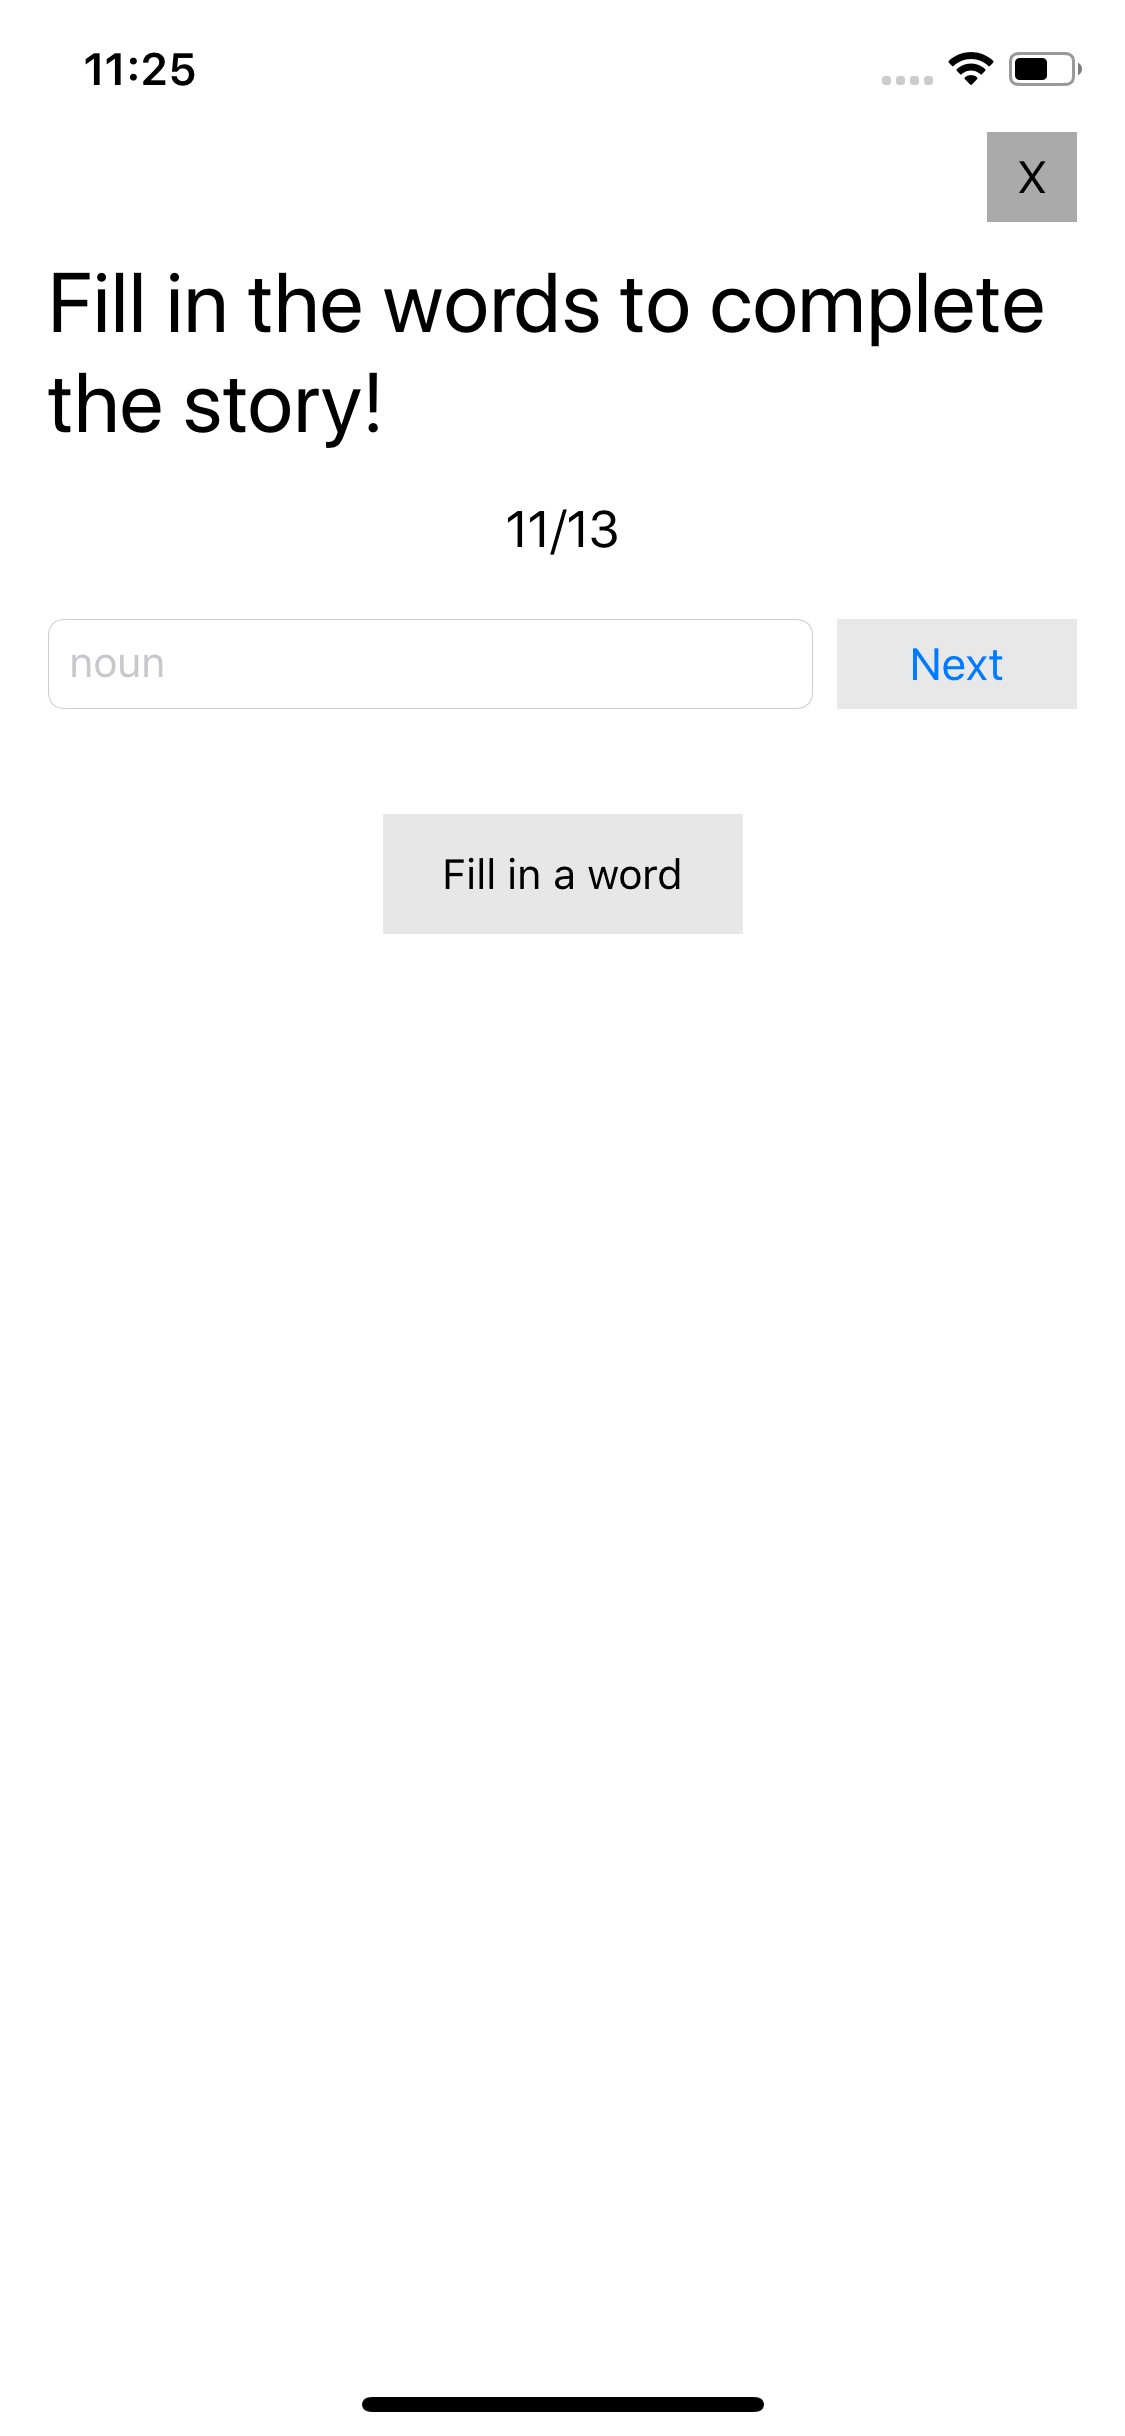 11:25
X
Fill in the words to complete
the story!
11/13
noun
Next
Fill in a word